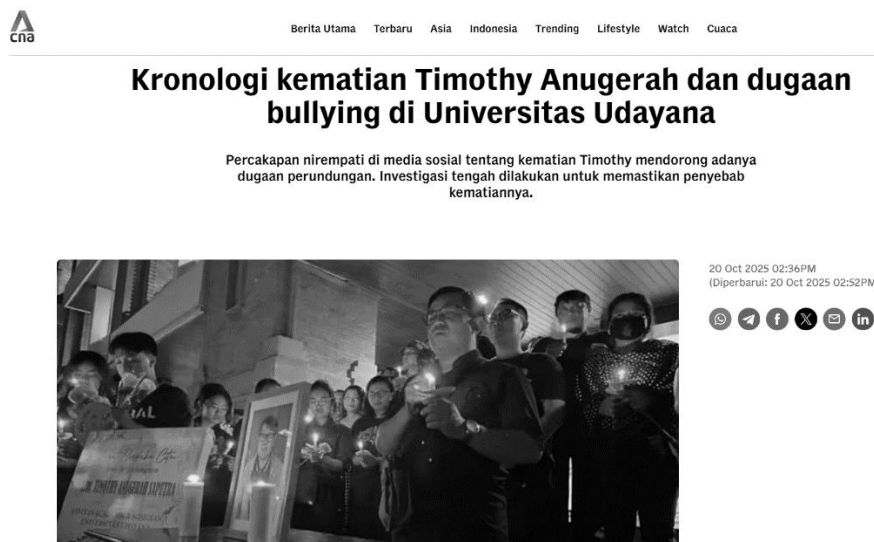 cna
Berita Utama Terbaru Asia Indonesia Trending Lifestyle Watch Cuaca
Kronologi kematian Timothy Anugerah dan dugaan
bullying di Universitas Udayana
Percakapan nirempati di media sosial tentang kematian Timothy mendorong adanya
dugaan perundungan. Investigasi tengah dilakukan untuk memastikan penyebab
kematiannya.
20 Oct 2025 02:36PM
(Diperbarui: 20 Oct 2025 02:52PM
TIMOTHY ANUGERAH SAPUTRA